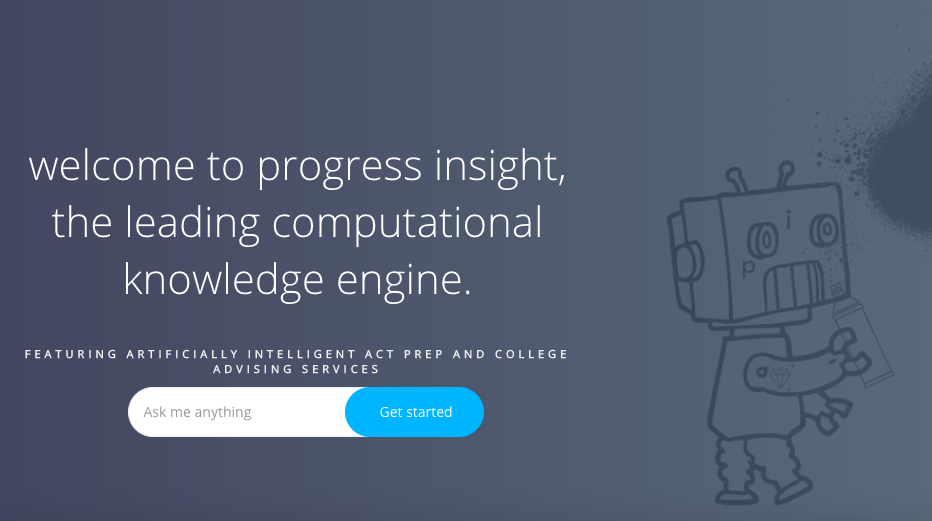 welcome to progress insight,
the leading computational
knowledge engine.
FEATURING ARTIFICIALLY INTELLIGENT ACT PREP AND COLLEGE
ADVISING SERVICES
Ask me anything
Get started
i
p